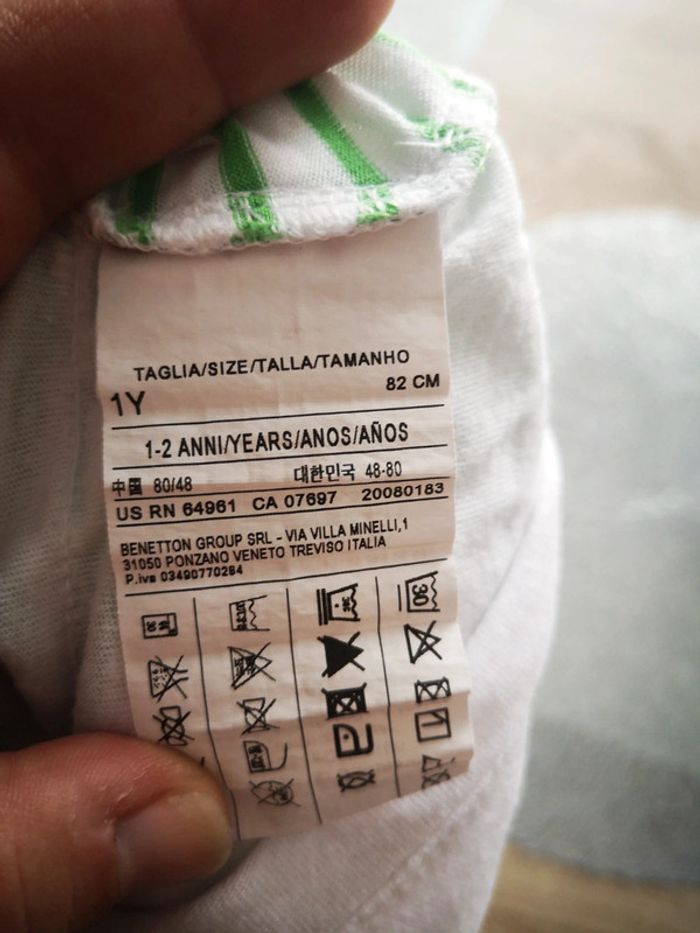 TAGLIA/SIZE/TALLA/TAMANHO
1Y 82 CM
1-2 ANNI/YEARS/ANOS/AÑOS
中国 80/48 대한민국 48-80
US RN 64961 CA 07697 20080183
BENETTON GROUP SRL - VIA VILLA MINELLI,1
31050 PONZANO VENETO TREVISO ITALIA
P.iva 03490770264
30